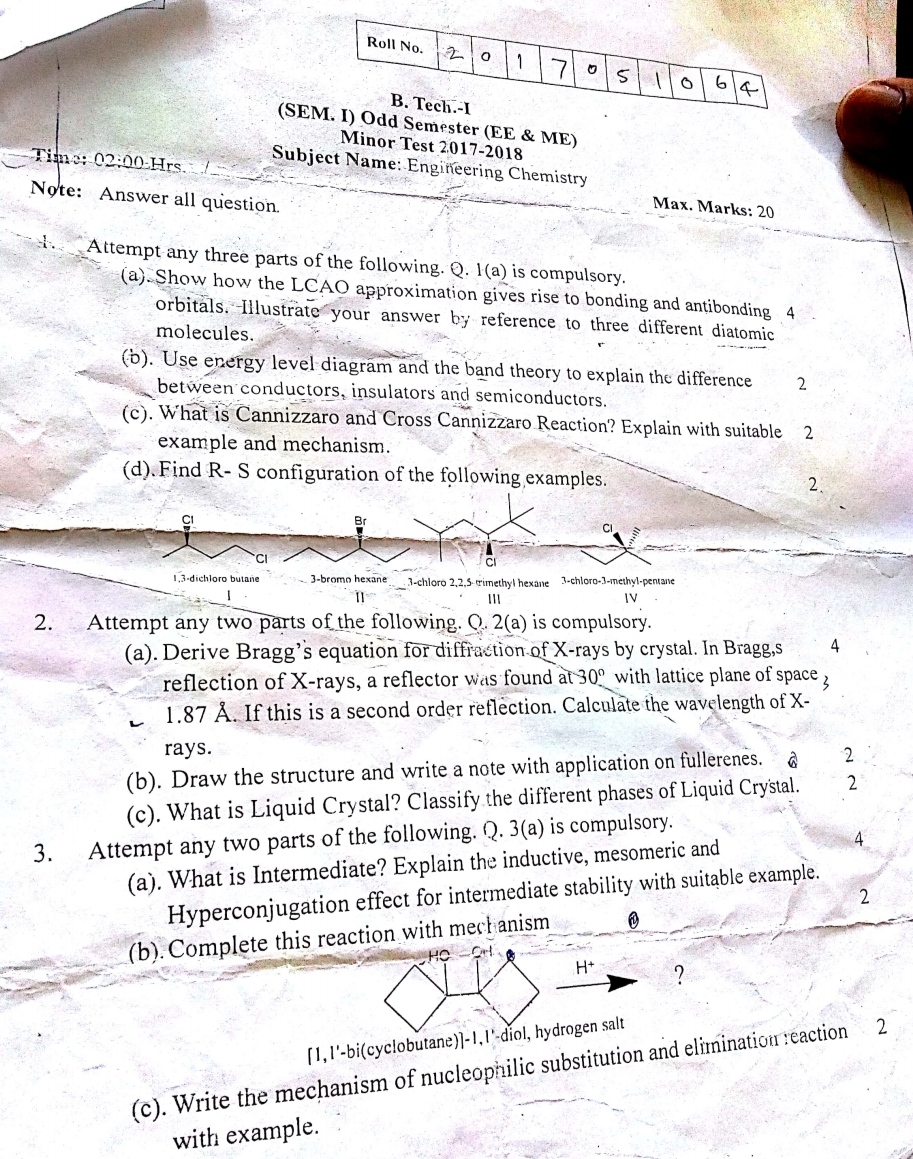 Roll No. 2 0 1 7 0 5 1 0 6 4
B. Tech.-I
(SEM. I) Odd Semester (EE & ME)
Minor Test 2017-2018
Subject Name: Engineering Chemistry
Time: 02:00 Hrs.
Max. Marks: 20
Note: Answer all question.
1. Attempt any three parts of the following. Q. 1(a) is compulsory.
(a). Show how the LCAO approximation gives rise to bonding and antibonding 4
orbitals. Illustrate your answer by reference to three different diatomic
molecules.
(b). Use energy level diagram and the band theory to explain the difference 2
between conductors, insulators and semiconductors.
(c). What is Cannizzaro and Cross Cannizzaro Reaction? Explain with suitable 2
example and mechanism.
(d). Find R- S configuration of the following examples. 2.
Cl Br Cl
Cl Cl
1,3-dichloro butane 3-bromo hexane 3-chloro 2,2,5-trimethyl hexane 3-chloro-3-methyl-pentane
I II III IV
2. Attempt any two parts of the following. Q. 2(a) is compulsory.
(a). Derive Bragg's equation for diffraction of X-rays by crystal. In Bragg,s 4
reflection of X-rays, a reflector was found at 30° with lattice plane of space
1.87 Å. If this is a second order reflection. Calculate the wavelength of X-
rays.
(b). Draw the structure and write a note with application on fullerenes. 2
(c). What is Liquid Crystal? Classify the different phases of Liquid Crystal. 2
3. Attempt any two parts of the following. Q. 3(a) is compulsory.
(a). What is Intermediate? Explain the inductive, mesomeric and 4
Hyperconjugation effect for intermediate stability with suitable example.
(b). Complete this reaction with mechanism 2
HO OH
H+ ?
[1,1'-bi(cyclobutane)]-1,1'-diol, hydrogen salt
(c). Write the mechanism of nucleophilic substitution and elimination reaction 2
with example.